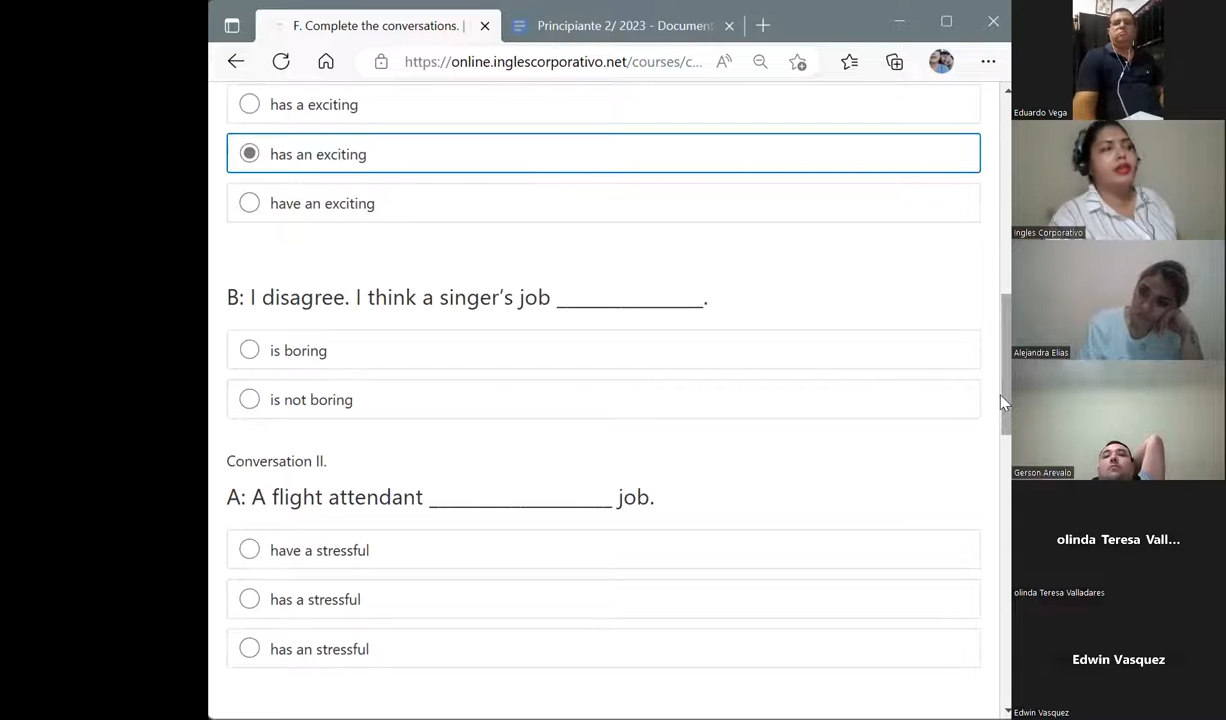 F. Complete the conversations. |
Principiante 2/ 2023 - Document
https://online.inglescorporativo.net/courses/c...
has a exciting
has an exciting
have an exciting
B: I disagree. I think a singer's job ______________.
is boring
is not boring
Conversation II.
A: A flight attendant __________________ job.
have a stressful
has a stressful
has an stressful
Eduardo Vega
Ingles Corporativo
Alejandra Elias
Gerson Arevalo
olinda Teresa Vall...
olinda Teresa Valladares
Edwin Vasquez
Edwin Vasquez